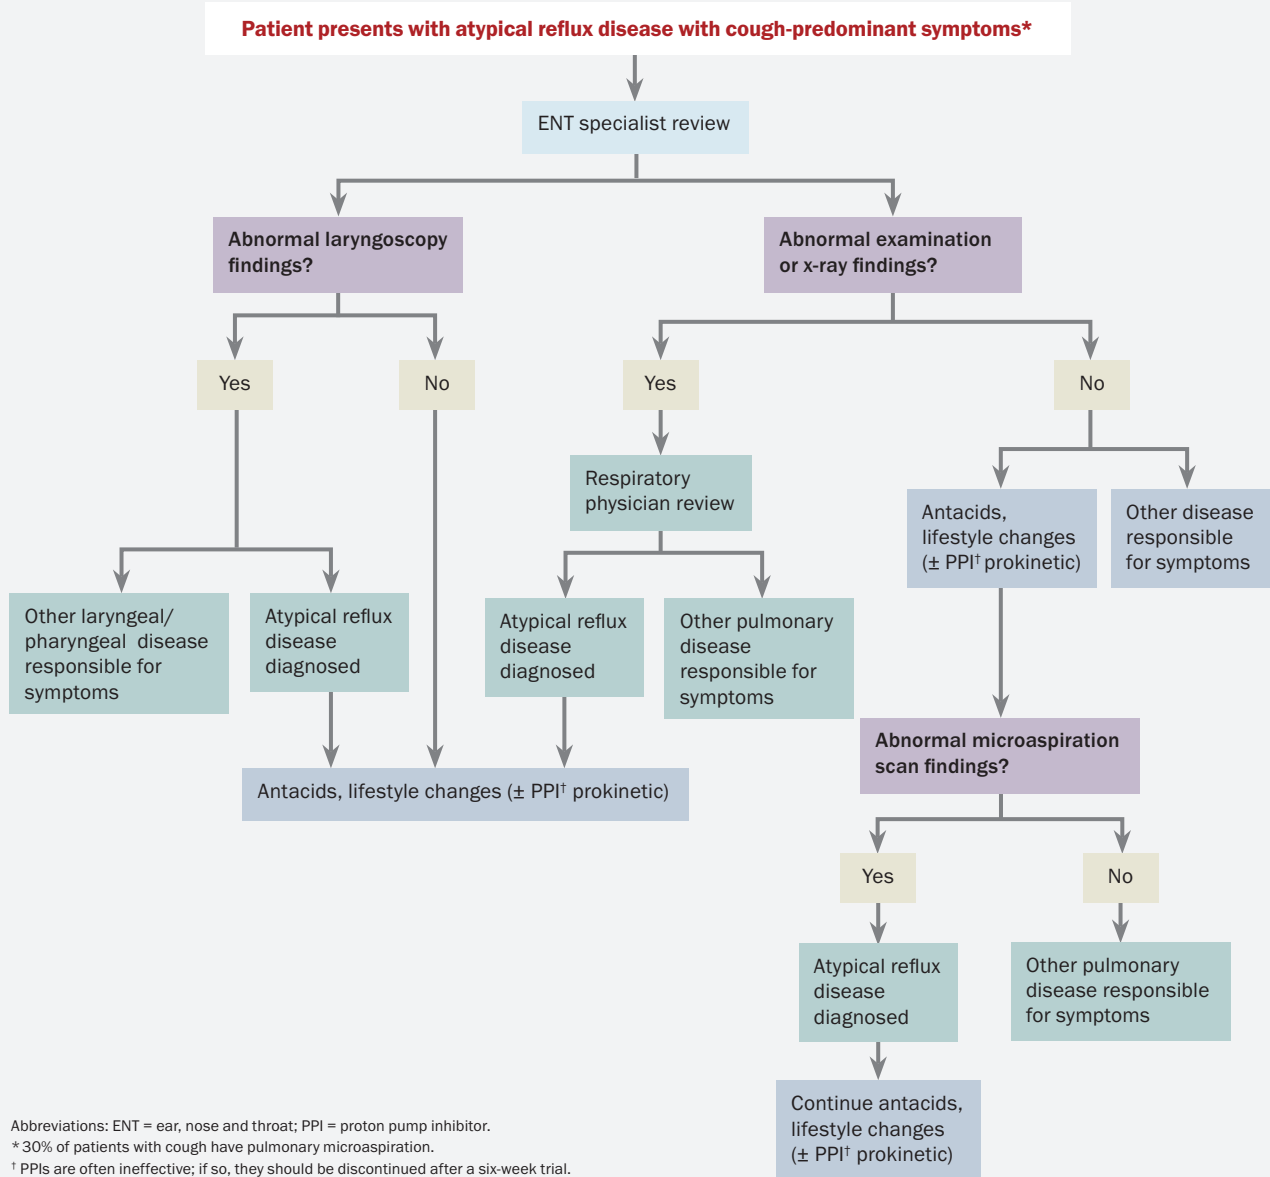 Patient presents with atypical reflux disease with cough-predominant symptoms*
ENT specialist review
Abnormal laryngoscopy
findings?
Abnormal examination
or x-ray findings?
Yes
No
Yes
No
Respiratory
physician review
Antacids,
lifestyle changes
(± PPI† prokinetic)
Other disease
responsible
for symptoms
Other laryngeal/
pharyngeal disease
responsible for
symptoms
Atypical reflux
disease
diagnosed
Atypical reflux
disease
diagnosed
Other pulmonary
disease
responsible for
symptoms
Abnormal microaspiration
scan findings?
Antacids, lifestyle changes (± PPI† prokinetic)
Yes
No
Atypical reflux
disease
diagnosed
Other pulmonary
disease responsible
for symptoms
Continue antacids,
lifestyle changes
(± PPI† prokinetic)
Abbreviations: ENT = ear, nose and throat; PPI = proton pump inhibitor.
* 30% of patients with cough have pulmonary microaspiration.
† PPIs are often ineffective; if so, they should be discontinued after a six-week trial.